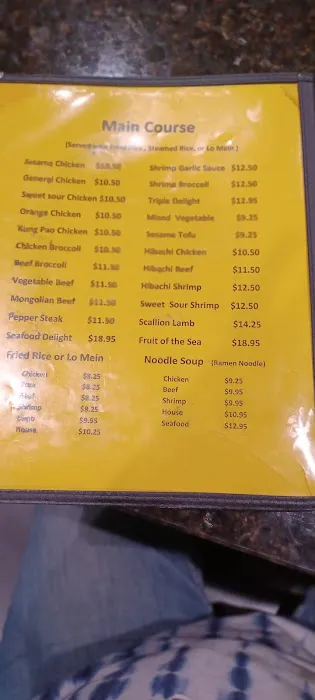 Main Course
(Served Steamed Rice, or Lo Mein)
Sesame Chicken $10.50
General Chicken $10.50
Sweet sour Chicken $10.50
Orange Chicken $10.50
Kung Pao Chicken $10.50
Chicken Broccoli $10.50
Beef Broccoli $11.50
Vegetable Beef $11.50
Mongolian Beef $11.50
Pepper Steak $11.50
Seafood Delight $18.95
Shrimp Garlic Sauce $12.50
Shrimp Broccoli $12.50
Triple Delight $12.95
Mixed Vegetable $9.25
Sesame Tofu $9.25
Hibachi Chicken $10.50
Hibachi Beef $11.50
Hibachi Shrimp $12.50
Sweet Sour Shrimp $12.50
Scallion Lamb $14.25
Fruit of the Sea $18.95
Fried Rice or Lo Mein
Chicken $8.25
Pork $8.25
Beef $8.25
Shrimp $8.25
Lamb $9.95
House $10.25
Noodle Soup (Ramen Noodle)
Chicken $9.25
Beef $9.95
Shrimp $9.95
House $10.95
Seafood $12.95